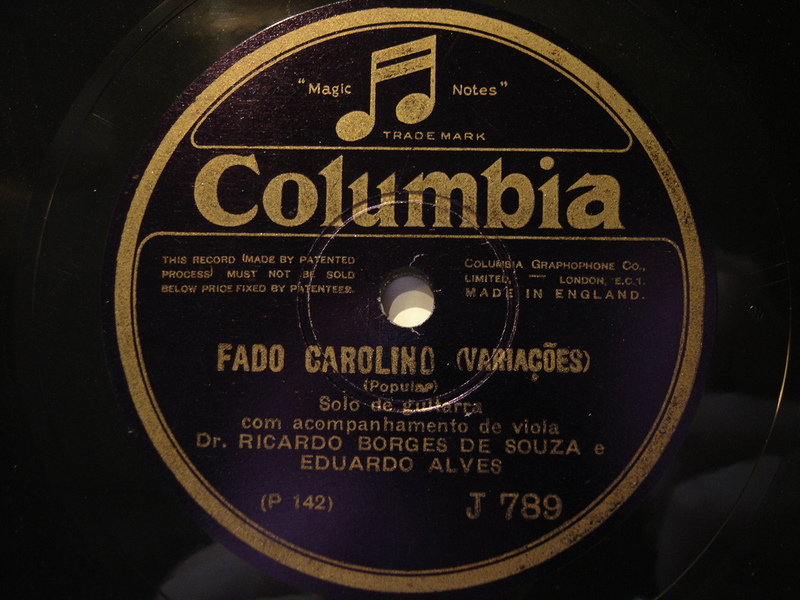 "Magic Notes"
TRADE MARK
Columbia
THIS RECORD (MADE BY PATENTED
PROCESS) MUST NOT BE SOLD
BELOW PRICE FIXED BY PATENTEES.
COLUMBIA GRAPHOPHONE CO.,
LIMITED, — LONDON, E.C.1.
MADE IN ENGLAND.
FADO CAROLINO (VARIAÇÕES)
(Popular)
Solo de guitarra
com acompanhamento de viola
Dr. RICARDO BORGES DE SOUZA e
EDUARDO ALVES
(P 142)
J 789